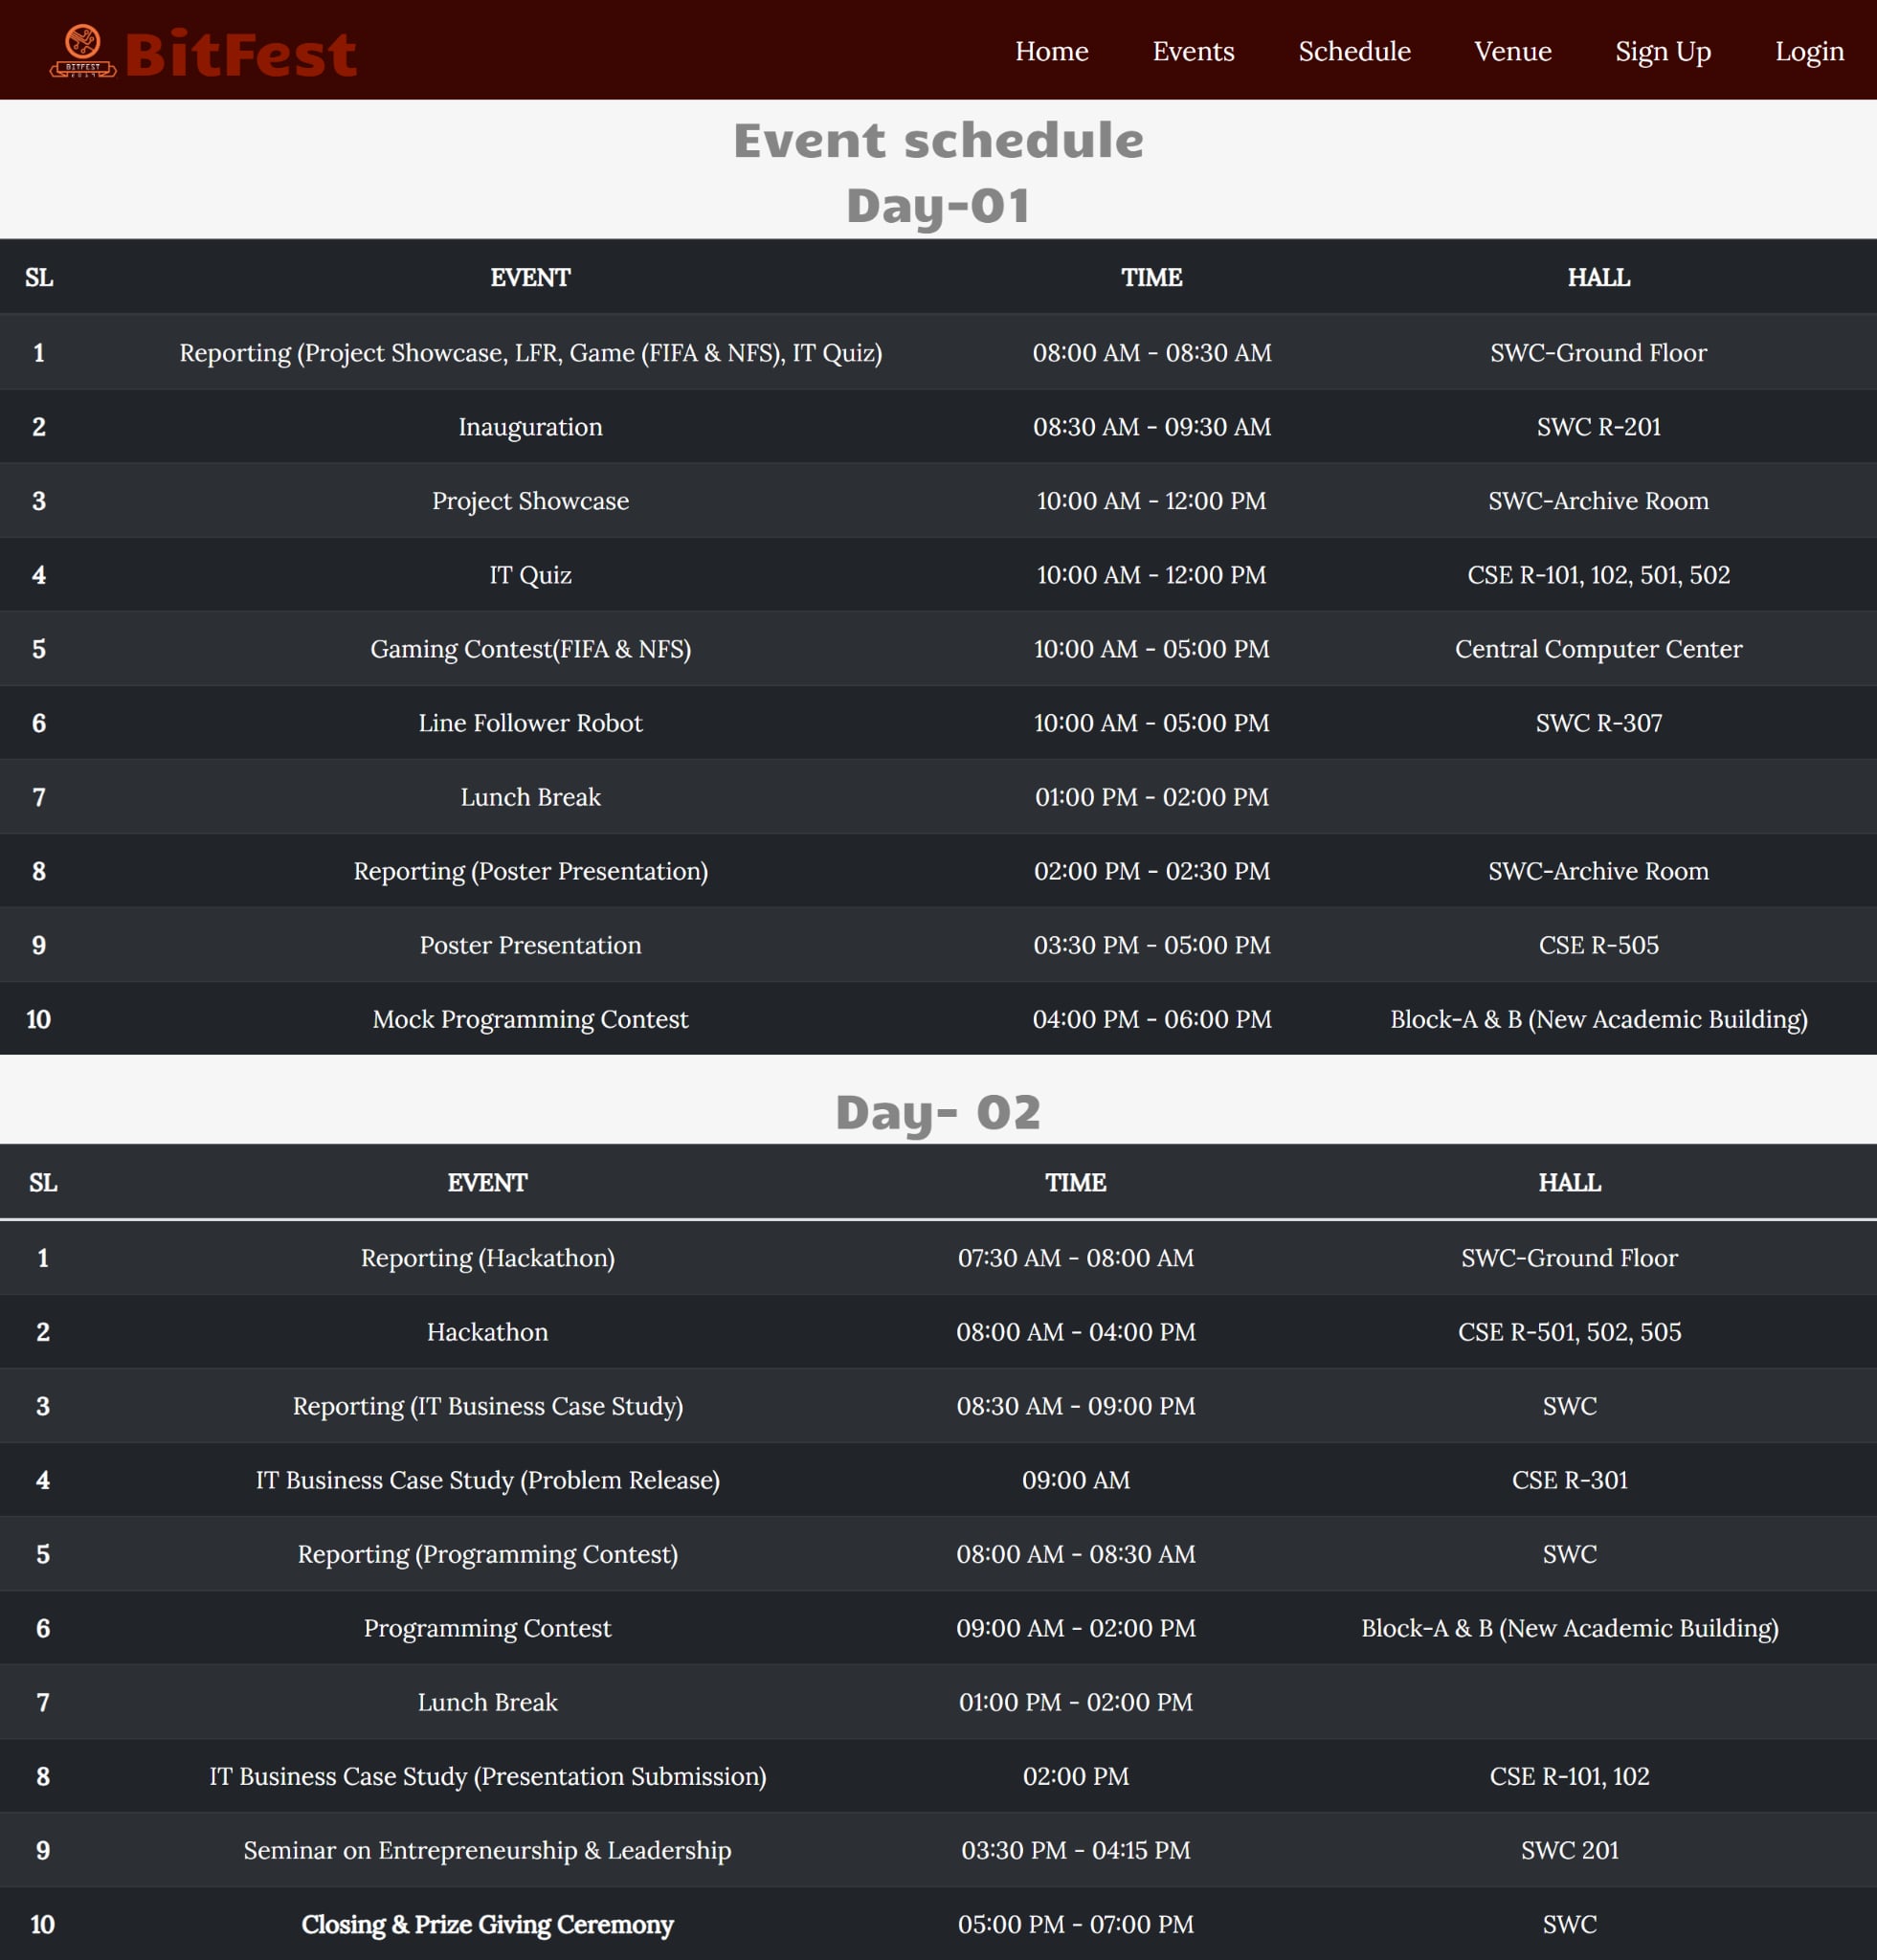 BITFEST
BitFest
Home Events Schedule Venue Sign Up Login
Event schedule
Day-01
SL EVENT TIME HALL
1 Reporting (Project Showcase, LFR, Game (FIFA & NFS), IT Quiz) 08:00 AM - 08:30 AM SWC-Ground Floor
2 Inauguration 08:30 AM - 09:30 AM SWC R-201
3 Project Showcase 10:00 AM - 12:00 PM SWC-Archive Room
4 IT Quiz 10:00 AM - 12:00 PM CSE R-101, 102, 501, 502
5 Gaming Contest(FIFA & NFS) 10:00 AM - 05:00 PM Central Computer Center
6 Line Follower Robot 10:00 AM - 05:00 PM SWC R-307
7 Lunch Break 01:00 PM - 02:00 PM
8 Reporting (Poster Presentation) 02:00 PM - 02:30 PM SWC-Archive Room
9 Poster Presentation 03:30 PM - 05:00 PM CSE R-505
10 Mock Programming Contest 04:00 PM - 06:00 PM Block-A & B (New Academic Building)
Day- 02
SL EVENT TIME HALL
1 Reporting (Hackathon) 07:30 AM - 08:00 AM SWC-Ground Floor
2 Hackathon 08:00 AM - 04:00 PM CSE R-501, 502, 505
3 Reporting (IT Business Case Study) 08:30 AM - 09:00 PM SWC
4 IT Business Case Study (Problem Release) 09:00 AM CSE R-301
5 Reporting (Programming Contest) 08:00 AM - 08:30 AM SWC
6 Programming Contest 09:00 AM - 02:00 PM Block-A & B (New Academic Building)
7 Lunch Break 01:00 PM - 02:00 PM
8 IT Business Case Study (Presentation Submission) 02:00 PM CSE R-101, 102
9 Seminar on Entrepreneurship & Leadership 03:30 PM - 04:15 PM SWC 201
10 Closing & Prize Giving Ceremony 05:00 PM - 07:00 PM SWC